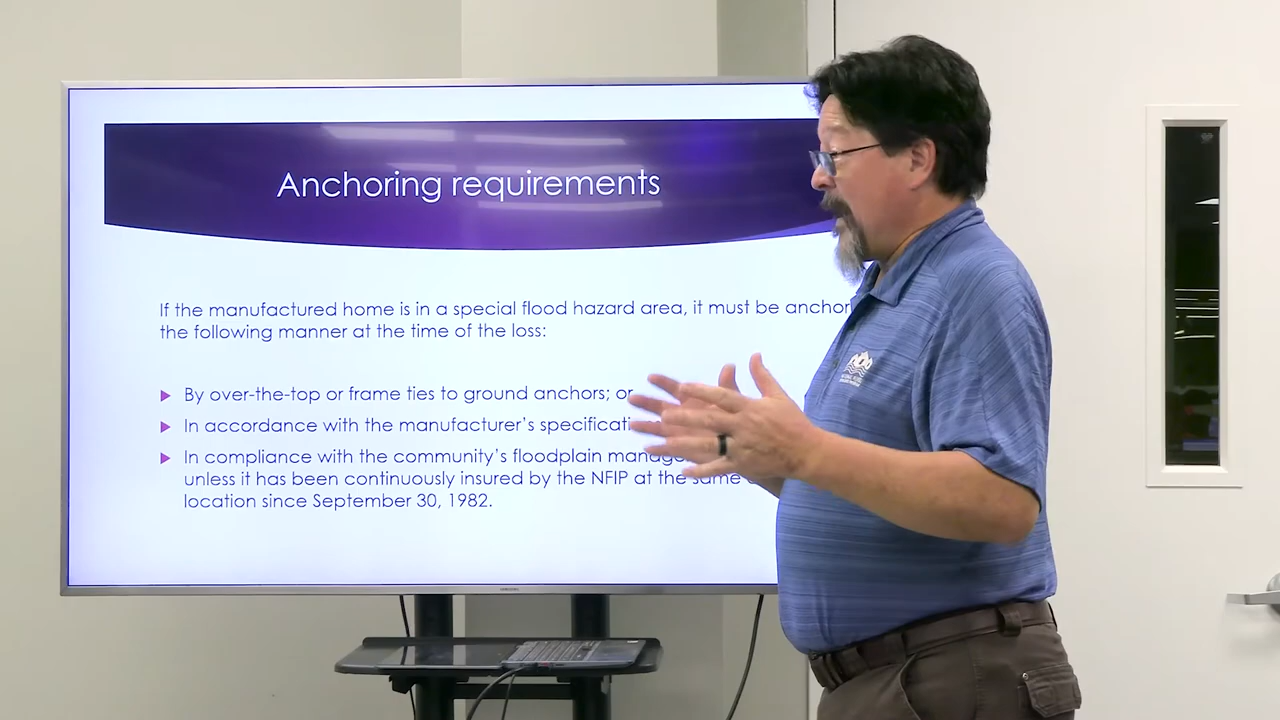 Anchoring requirements
If the manufactured home is in a special flood hazard area, it must be
the following manner at the time of the loss:
By over-the-top or frame ties to ground anchors; or
In accordance with the manufacturer's
In compliance with the community's floodplain
unless it has been continuously insured by the NFIP at the same
location since September 30, 1982.